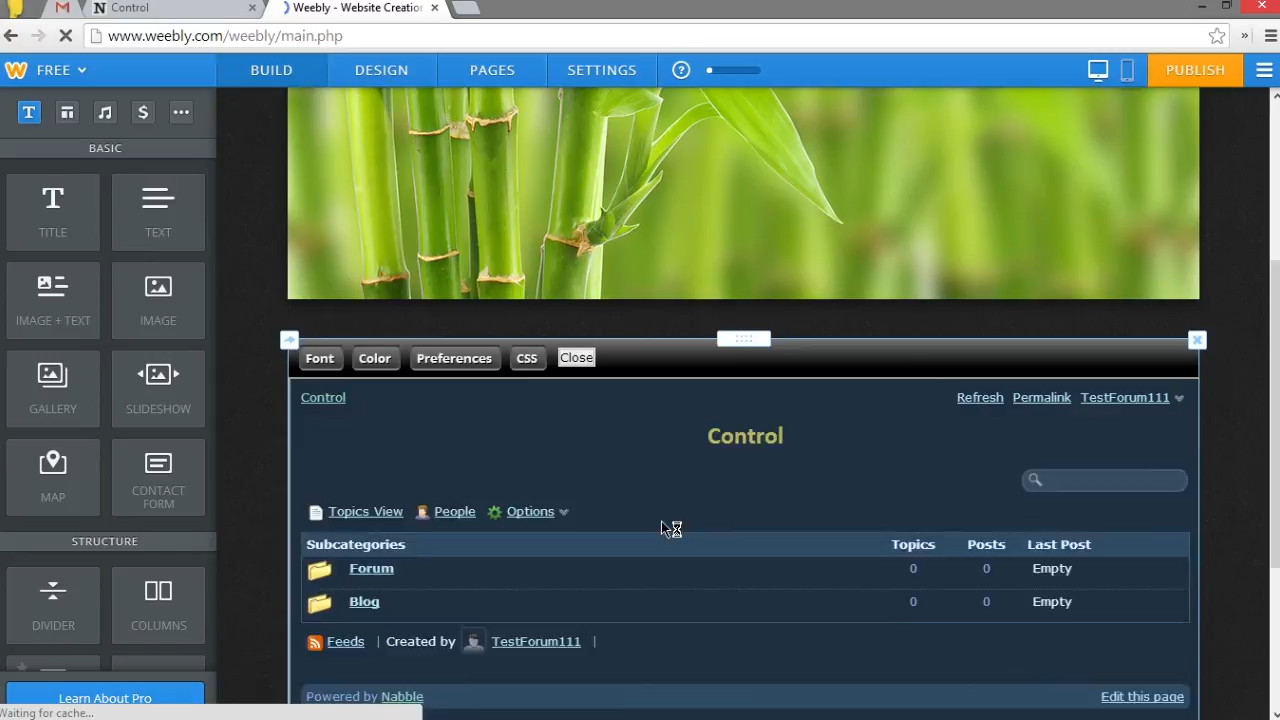 Control
Weebly - Website Creatio
www.weebly.com/weebly/main.php
FREE BUILD DESIGN PAGES SETTINGS PUBLISH
BASIC
TITLE TEXT
IMAGE + TEXT IMAGE
GALLERY SLIDESHOW
MAP CONTACT FORM
STRUCTURE
DIVIDER COLUMNS
Learn About Pro
Waiting for cache...
Font Color Preferences CSS Close
Control Refresh Permalink TestForum111
Control
Topics View People Options
Subcategories Topics Posts Last Post
Forum 0 0 Empty
Blog 0 0 Empty
Feeds | Created by TestForum111 |
Powered by Nabble Edit this page